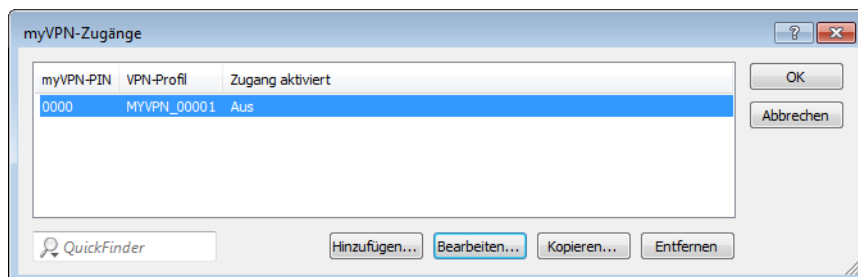 myVPN-Zugänge
myVPN-PIN VPN-Profil Zugang aktiviert
0000 MYVPN_00001 Aus
OK
Abbrechen
QuickFinder
Hinzufügen... Bearbeiten... Kopieren... Entfernen